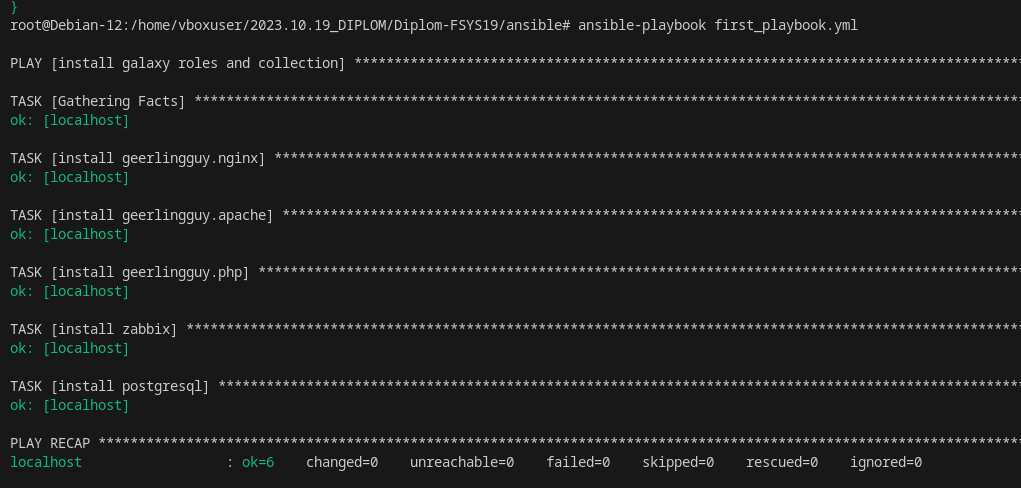 }
root@Debian-12:/home/vboxuser/2023.10.19_DIPLOM/Diplom-FSYS19/ansible# ansible-playbook first_playbook.yml
PLAY [install galaxy roles and collection] ***********************************************************************************
TASK [Gathering Facts] *******************************************************************************************************
ok: [localhost]
TASK [install geerlingguy.nginx] *********************************************************************************************
ok: [localhost]
TASK [install geerlingguy.apache] ********************************************************************************************
ok: [localhost]
TASK [install geerlingguy.php] ***********************************************************************************************
ok: [localhost]
TASK [install zabbix] ********************************************************************************************************
ok: [localhost]
TASK [install postgresql] ****************************************************************************************************
ok: [localhost]
PLAY RECAP *******************************************************************************************************************
localhost                  : ok=6    changed=0    unreachable=0    failed=0    skipped=0    rescued=0    ignored=0